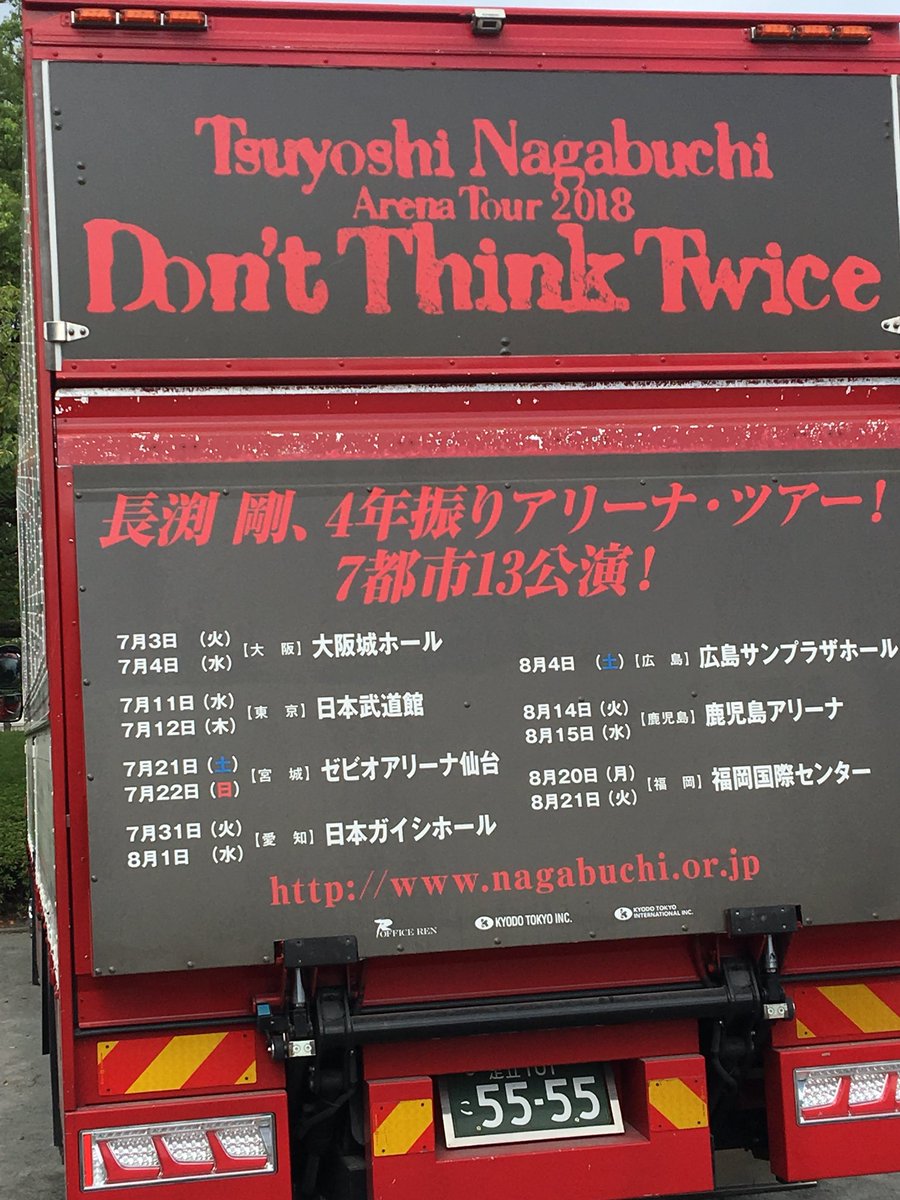 Tsuyoshi Nagabuchi
Arena Tour 2018
Don't Think Twice
長渕 剛、4年振りアリーナ・ツアー!
7都市13公演!
7月3日 (火)
7月4日 (水)
【大 阪】大阪城ホール
7月11日(水)
7月12日(木)
【東 京】日本武道館
7月21日(土)
7月22日(日)
【宮 城】ゼビオアリーナ仙台
7月31日(火)
8月1日 (水)
【愛 知】日本ガイシホール
8月4日 (土)【広 島】広島サンプラザホール
8月14日(火)
8月15日(水)
【鹿児島】鹿児島アリーナ
8月20日(月)
8月21日(火)
【福 岡】福岡国際センター
http://www.nagabuchi.or.jp
OFFICE REN
KYODO TOKYO INC.
KYODO TOKYO
INTERNATIONAL INC.
足立 101
こ 55-55